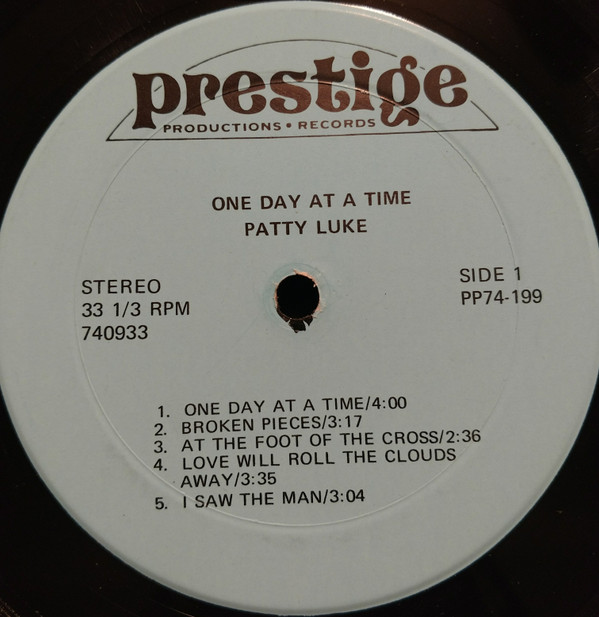 prestige
PRODUCTIONS • RECORDS
ONE DAY AT A TIME
PATTY LUKE
STEREO
33 1/3 RPM
740933
SIDE 1
PP74-199
1. ONE DAY AT A TIME/4:00
2. BROKEN PIECES/3:17
3. AT THE FOOT OF THE CROSS/2:36
4. LOVE WILL ROLL THE CLOUDS
AWAY/3:35
5. I SAW THE MAN/3:04